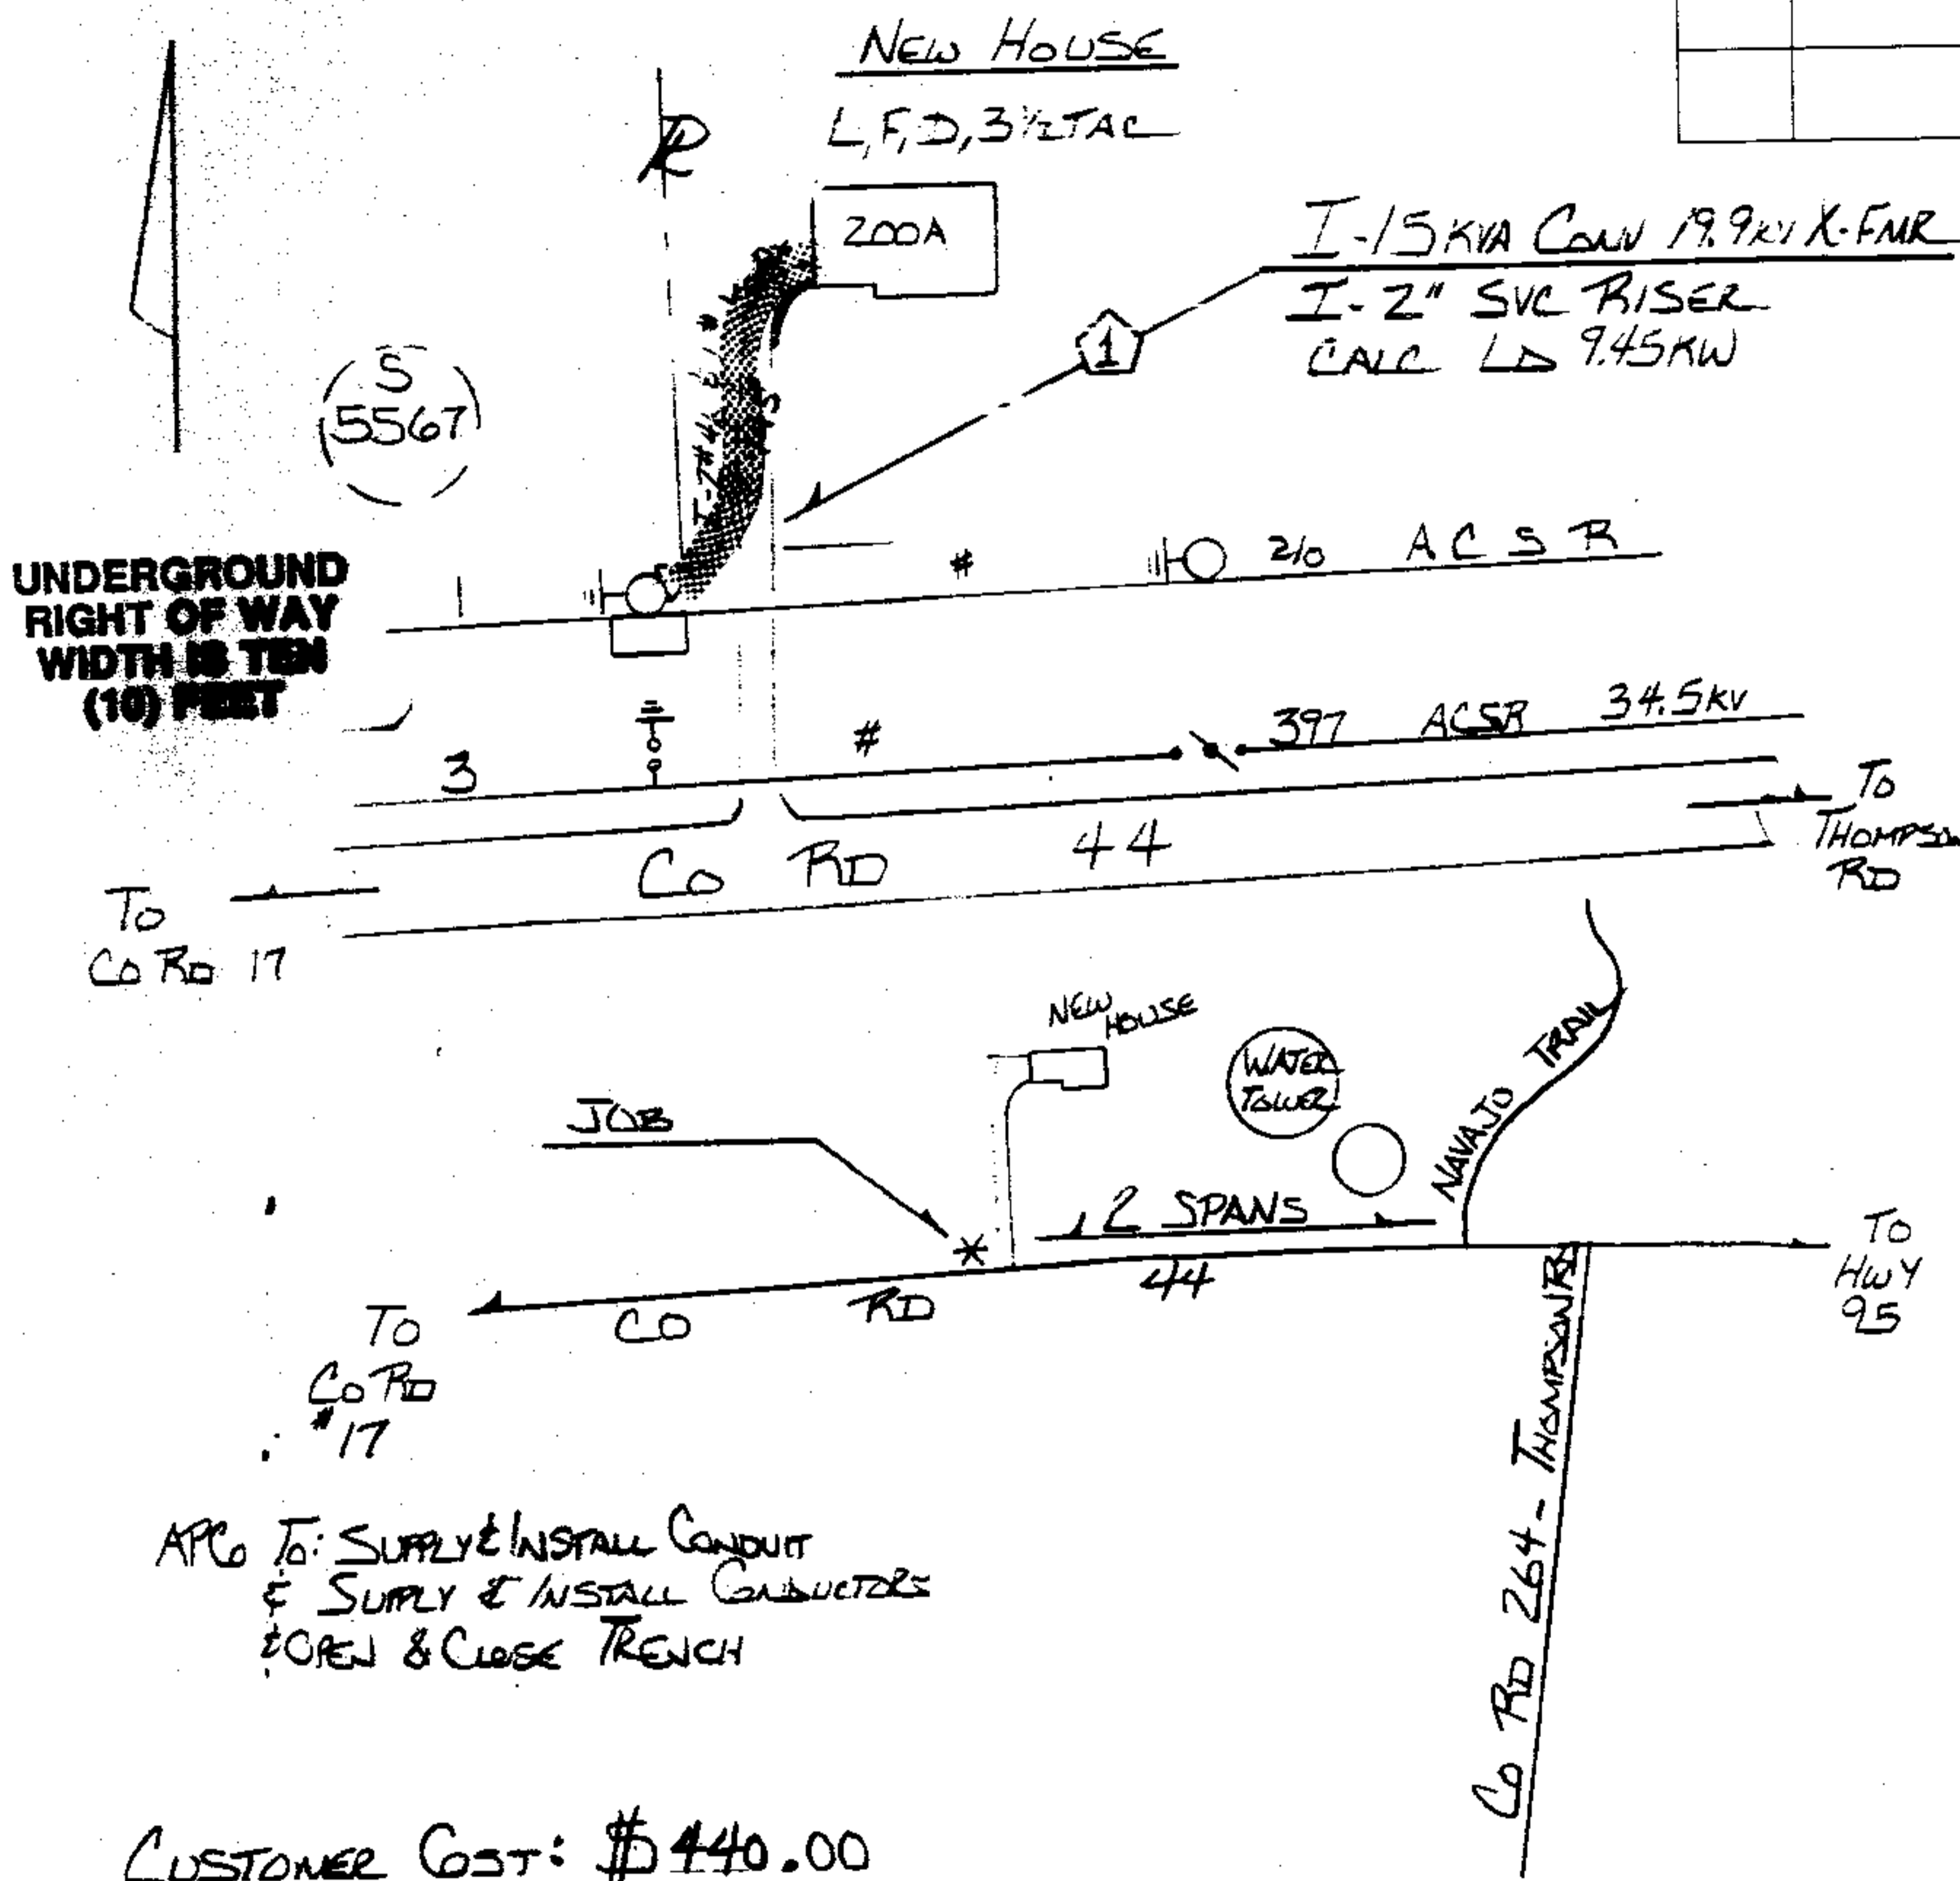 NEW HOUSE
L, F, D, 3½TAC
200A
I-15 KVA CONV 19.9KV X-FMR
I-2" SVC RISER
CALC LD 9.45KW
1
S
5567
UNDERGROUND
RIGHT OF WAY
WIDTH IS TEN
(10) FEET
1 # 2/0 ACSR
3 # 397 ACSR 34.5KV
TO
THOMPSON
RD
CO RD 44
TO
CO RD 17
NEW
HOUSE
WATER
TOWER
NAVAJO TRAIL
JOB
2 SPANS
TO
HWY
95
CO RD 44
TO
CO RD
#17
CO RD 264 - THOMPSON RD
APCO TO: SUPPLY & INSTALL CONDUIT
& SUPPLY & INSTALL CONDUCTORS
& OPEN & CLOSE TRENCH
CUSTOMER COST: $440.00